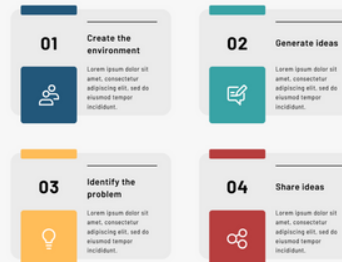 01
Create the
environment
Lorem ipsum dolor sit
amet, consectetur
adipiscing elit, sed do
eiusmod tempor
incididunt.
02
Generate ideas
Lorem ipsum dolor sit
amet, consectetur
adipiscing elit, sed do
eiusmod tempor
incididunt.
03
Identify the
problem
Lorem ipsum dolor sit
amet, consectetur
adipiscing elit, sed do
eiusmod tempor
incididunt.
04
Share ideas
Lorem ipsum dolor sit
amet, consectetur
adipiscing elit, sed do
eiusmod tempor
incididunt.